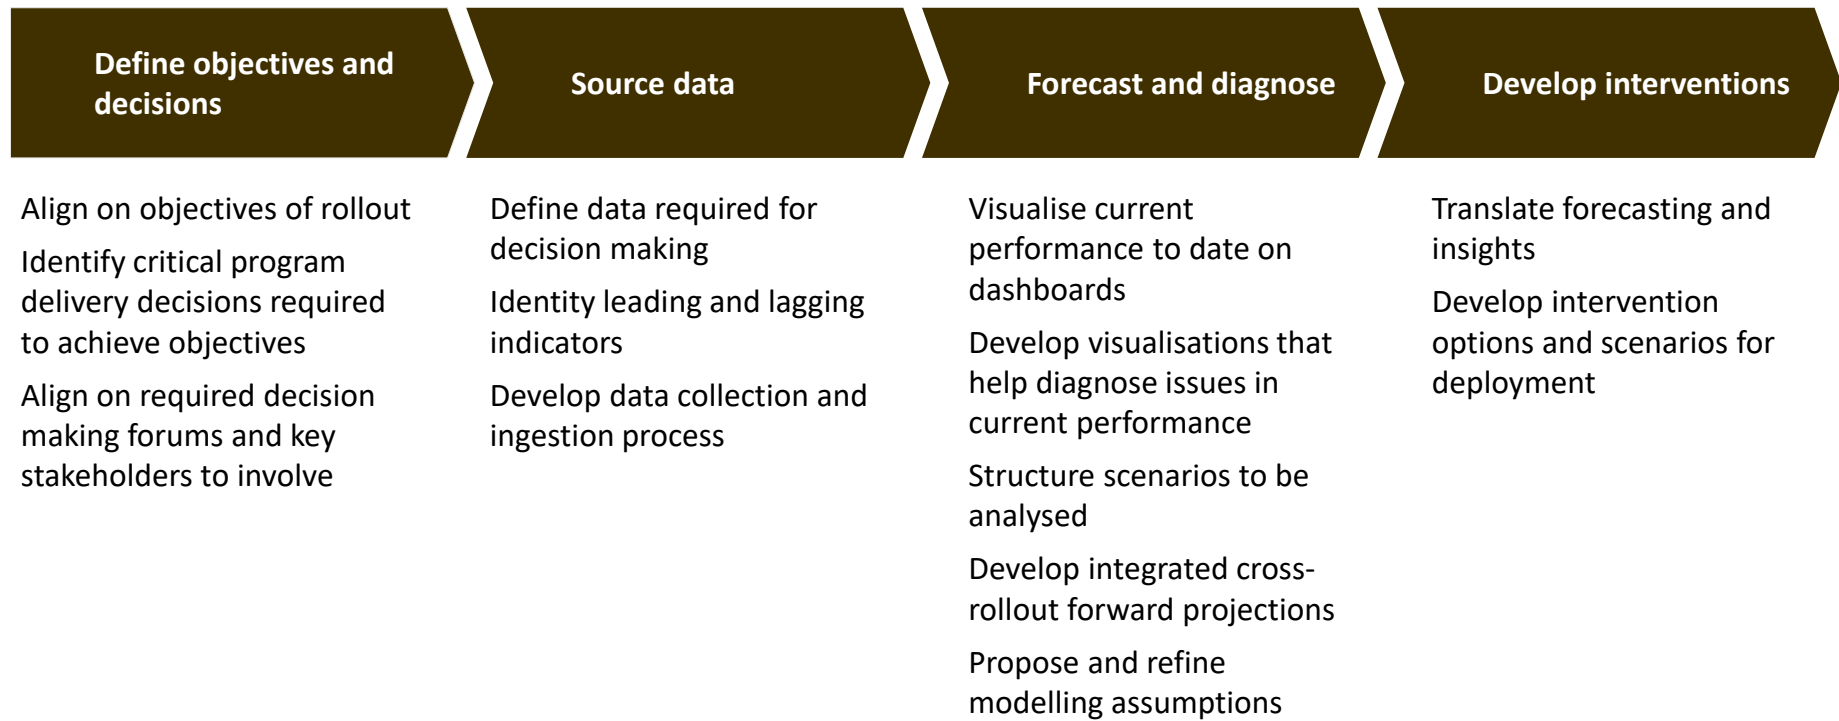 Define objectives and
decisions
Source data
Forecast and diagnose
Develop interventions
Align on objectives of rollout
Identify critical program
delivery decisions required
to achieve objectives
Align on required decision
making forums and key
stakeholders to involve
Define data required for
decision making
Identity leading and lagging
indicators
Develop data collection and
ingestion process
Visualise current
performance to date on
dashboards
Develop visualisations that
help diagnose issues in
current performance
Structure scenarios to be
analysed
Develop integrated cross-
rollout forward projections
Propose and refine
modelling assumptions
Translate forecasting and
insights
Develop intervention
options and scenarios for
deployment